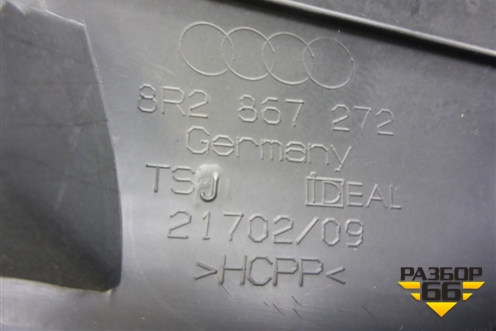 8R2 867 272
Germany
TSJ IDEAL
21702/09
>HCPP<
РАЗБОР
66